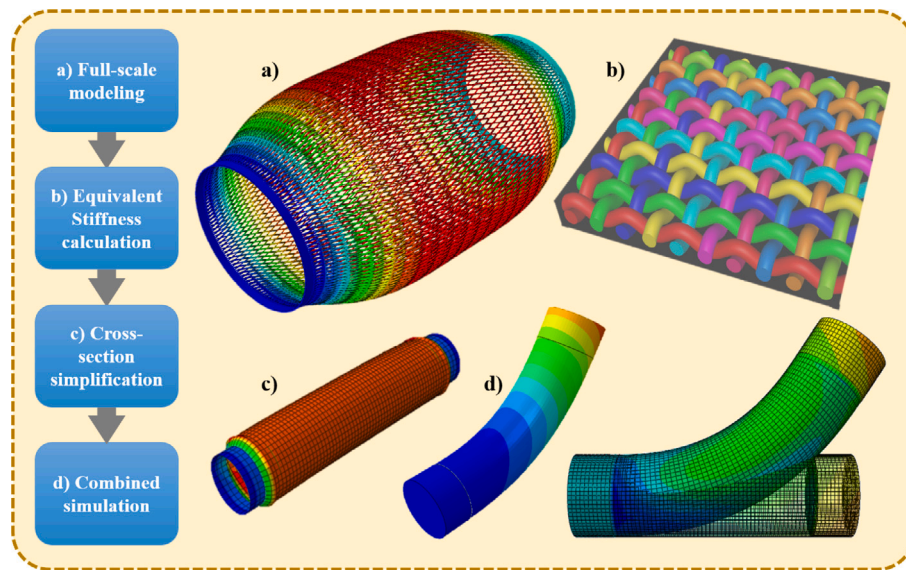 a) Full-scale
modeling
b) Equivalent
Stiffness
calculation
c) Cross-
section
simplification
d) Combined
simulation
a)
b)
c)
d)